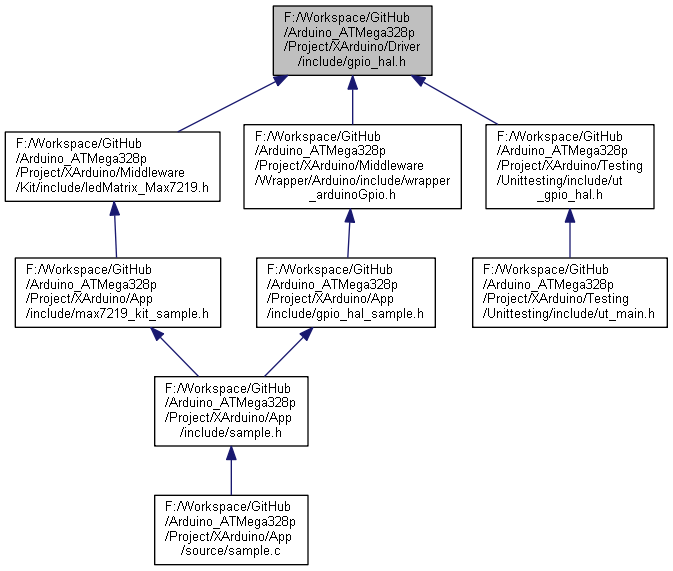 F:/Workspace/GitHub
/Arduino_ATMega328p
/Project/XArduino/Driver
/include/gpio_hal.h
F:/Workspace/GitHub
/Arduino_ATMega328p
/Project/XArduino/Middleware
/Kit/include/ledMatrix_Max7219.h
F:/Workspace/GitHub
/Arduino_ATMega328p
/Project/XArduino/Middleware
/Wrapper/Arduino/include/wrapper
_arduinoGpio.h
F:/Workspace/GitHub
/Arduino_ATMega328p
/Project/XArduino/Testing
/Unittesting/include/ut
_gpio_hal.h
F:/Workspace/GitHub
/Arduino_ATMega328p
/Project/XArduino/App
/include/max7219_kit_sample.h
F:/Workspace/GitHub
/Arduino_ATMega328p
/Project/XArduino/App
/include/gpio_hal_sample.h
F:/Workspace/GitHub
/Arduino_ATMega328p
/Project/XArduino/Testing
/Unittesting/include/ut_main.h
F:/Workspace/GitHub
/Arduino_ATMega328p
/Project/XArduino/App
/include/sample.h
F:/Workspace/GitHub
/Arduino_ATMega328p
/Project/XArduino/App
/source/sample.c